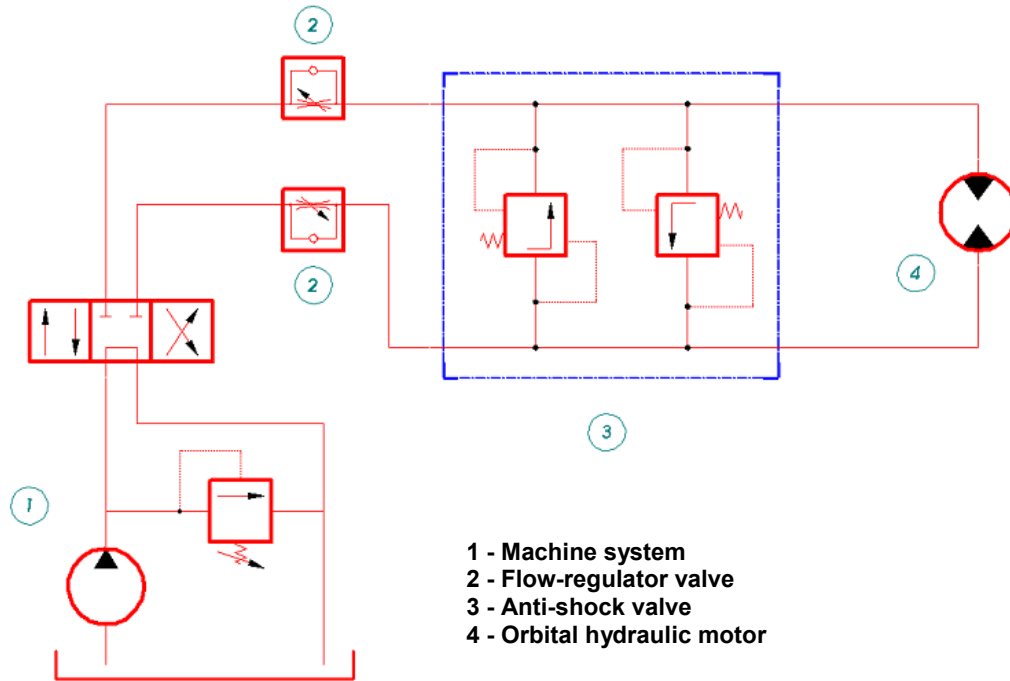 2
2
4
3
1
1 - Machine system
2 - Flow-regulator valve
3 - Anti-shock valve
4 - Orbital hydraulic motor